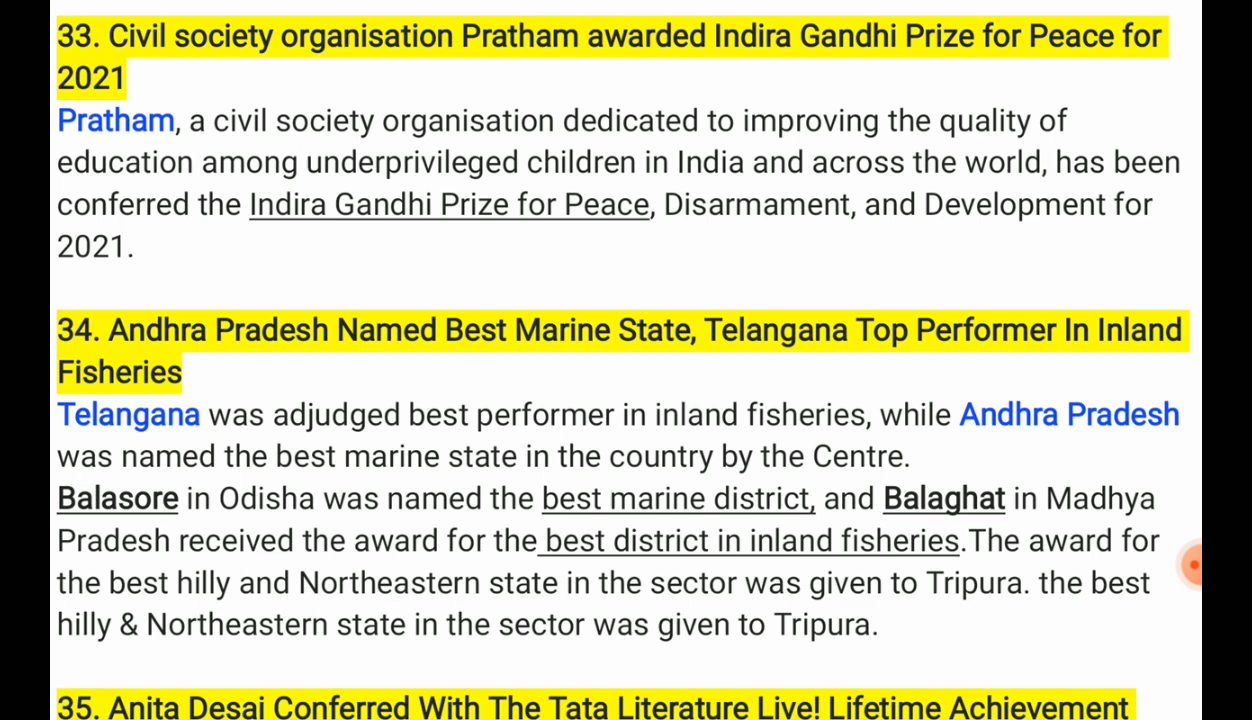 33. Civil society organisation Pratham awarded Indira Gandhi Prize for Peace for
2021
Pratham, a civil society organisation dedicated to improving the quality of
education among underprivileged children in India and across the world, has been
conferred the Indira Gandhi Prize for Peace, Disarmament, and Development for
2021.
34. Andhra Pradesh Named Best Marine State, Telangana Top Performer In Inland
Fisheries
Telangana was adjudged best performer in inland fisheries, while Andhra Pradesh
was named the best marine state in the country by the Centre.
Balasore in Odisha was named the best marine district, and Balaghat in Madhya
Pradesh received the award for the best district in inland fisheries.The award for
the best hilly and Northeastern state in the sector was given to Tripura. the best
hilly & Northeastern state in the sector was given to Tripura.
35. Anita Desai Conferred With The Tata Literature Live! Lifetime Achievement